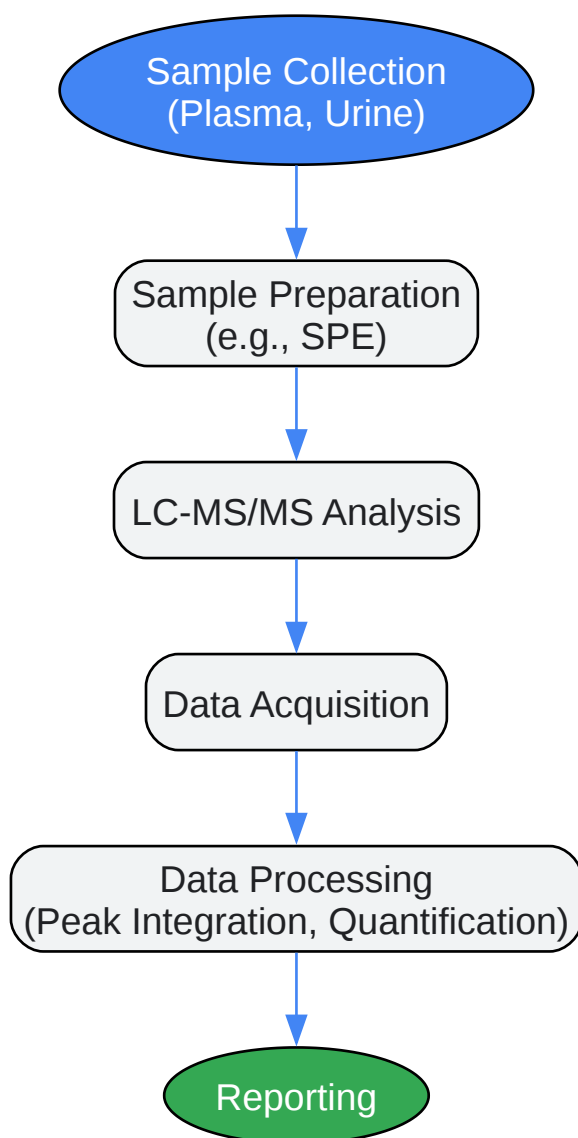 Sample Collection
(Plasma, Urine)
Sample Preparation
(e.g., SPE)
LC-MS/MS Analysis
Data Acquisition
Data Processing
(Peak Integration, Quantification)
Reporting